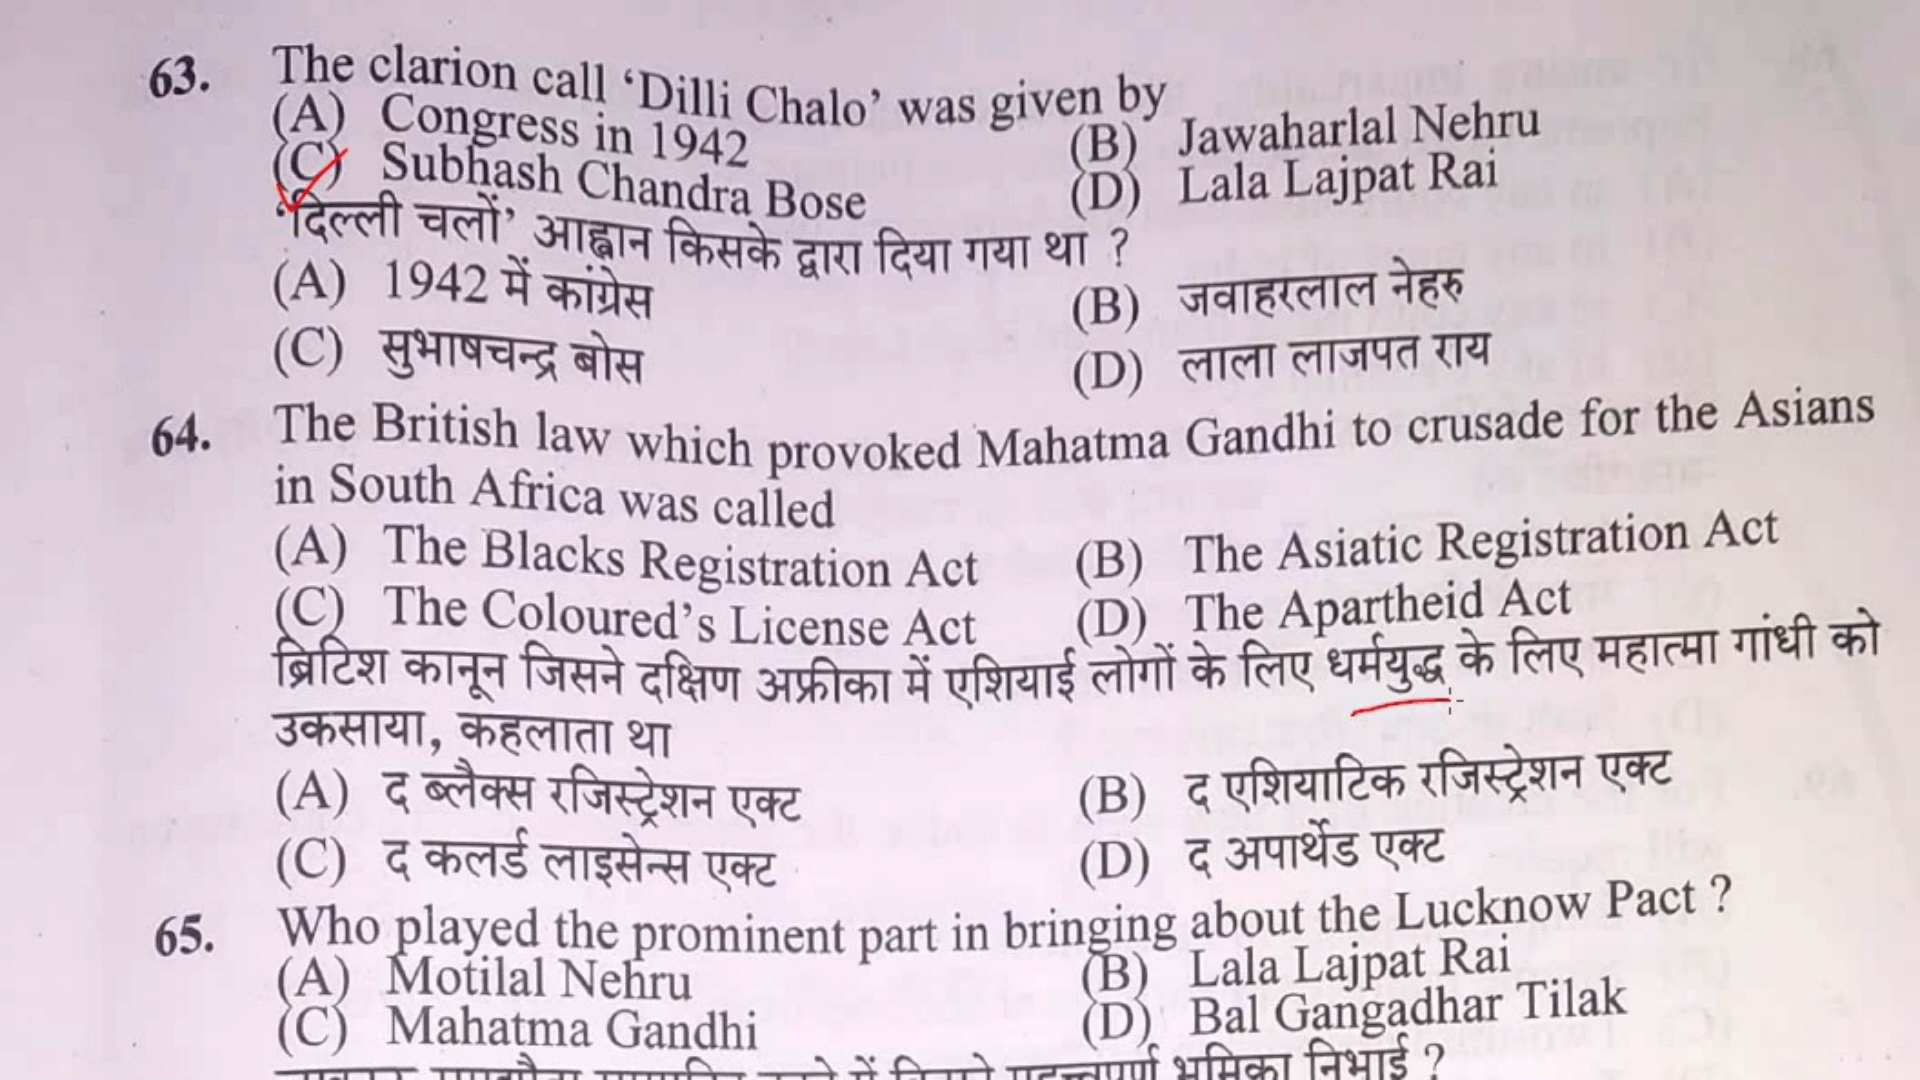 63. The clarion call ‘Dilli Chalo’ was given by
(A) Congress in 1942 (B) Jawaharlal Nehru
(C) Subhash Chandra Bose (D) Lala Lajpat Rai
‘दिल्ली चलों’ आह्वान किसके द्वारा दिया गया था ?
(A) 1942 में कांग्रेस (B) जवाहरलाल नेहरु
(C) सुभाषचन्द्र बोस (D) लाला लाजपत राय
64. The British law which provoked Mahatma Gandhi to crusade for the Asians
in South Africa was called
(A) The Blacks Registration Act (B) The Asiatic Registration Act
(C) The Coloured’s License Act (D) The Apartheid Act
ब्रिटिश कानून जिसने दक्षिण अफ्रीका में एशियाई लोगों के लिए धर्मयुद्ध के लिए महात्मा गांधी को
उकसाया, कहलाता था
(A) द ब्लैक्स रजिस्ट्रेशन एक्ट (B) द एशियाटिक रजिस्ट्रेशन एक्ट
(C) द कलर्ड लाइसेन्स एक्ट (D) द अपार्थेड एक्ट
65. Who played the prominent part in bringing about the Lucknow Pact ?
(A) Motilal Nehru (B) Lala Lajpat Rai
(C) Mahatma Gandhi (D) Bal Gangadhar Tilak
में भूमिका निभाई ?